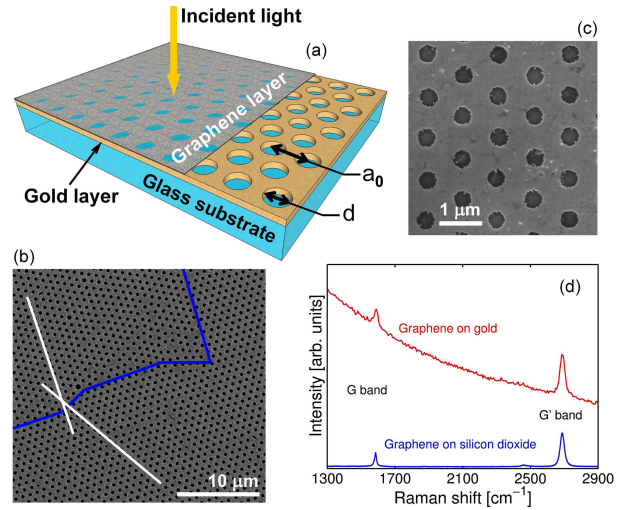 Incident light
(a)
Graphene layer
Gold layer
Glass substrate
a0
d
(c)
1 μm
(b)
10 μm
(d)
Intensity [arb. units]
Graphene on gold
G band
G' band
Graphene on silicon dioxide
1300 1700 2100 2500 2900
Raman shift [cm⁻¹]